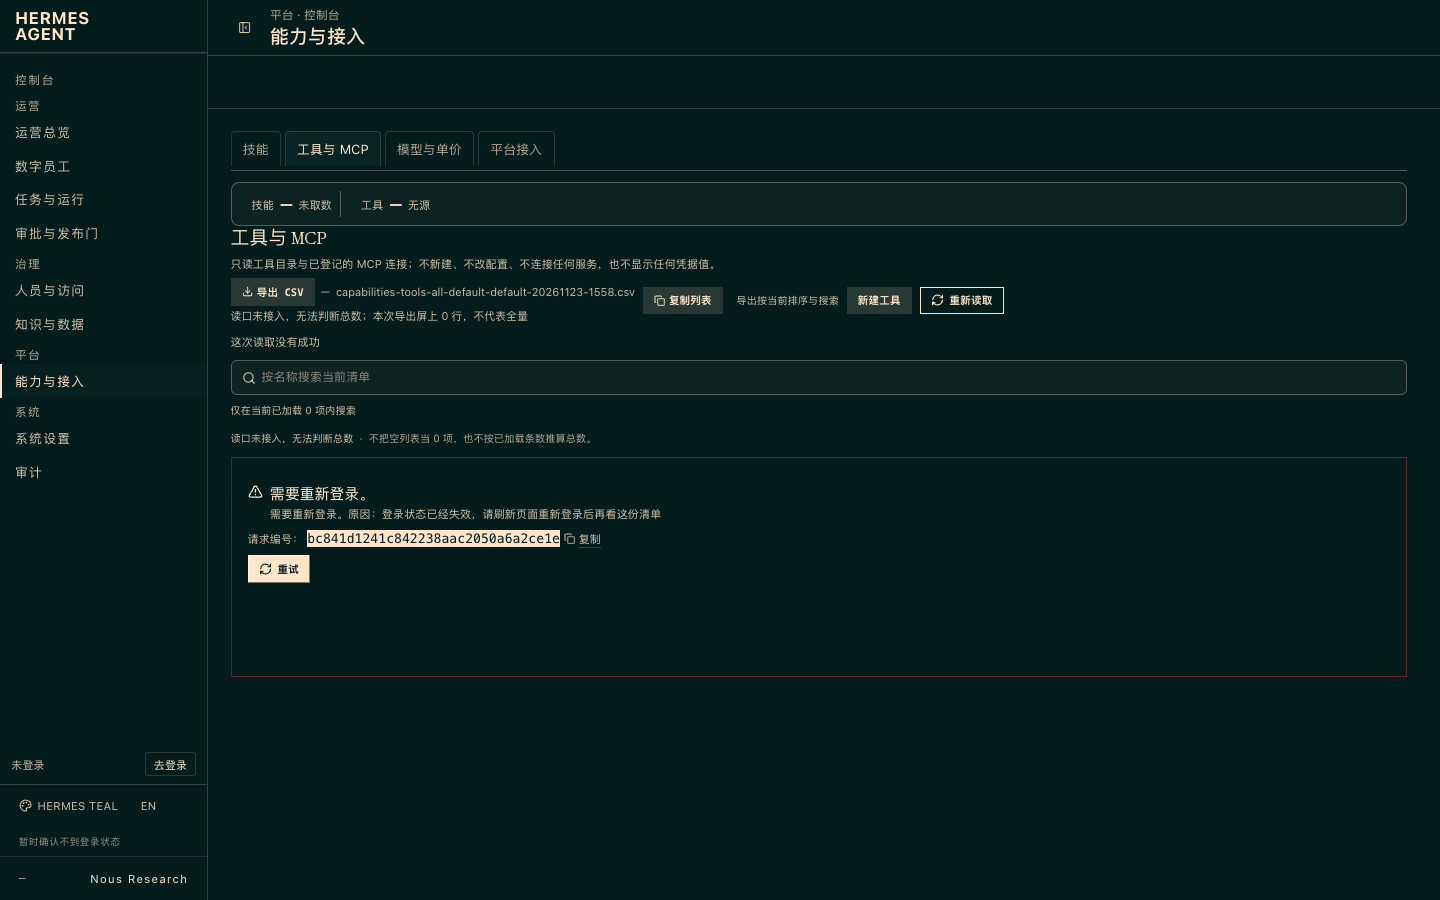 HERMES
AGENT
控制台
运营
运营总览
数字员工
任务与运行
审批与发布门
治理
人员与访问
知识与数据
平台
能力与接入
系统
系统设置
审计
未登录
去登录
HERMES TEAL EN
暂时确认不到登录状态
— Nous Research
平台 · 控制台
能力与接入
技能 工具与 MCP 模型与单价 平台接入
技能 — 未取数 工具 — 无源
工具与 MCP
只读工具目录与已登记的 MCP 连接；不新建、不改配置、不连接任何服务，也不显示任何凭据值。
导出 CSV — capabilities-tools-all-default-default-20261123-1558.csv 复制列表 导出按当前排序与搜索 新建工具 重新读取
读口未接入，无法判断总数；本次导出屏上 0 行，不代表全量
这次读取没有成功
按名称搜索当前清单
仅在当前已加载 0 项内搜索
读口未接入，无法判断总数 · 不把空列表当 0 项，也不按已加载条数推算总数。
需要重新登录。
需要重新登录。原因：登录状态已经失效，请刷新页面重新登录后再看这份清单
请求编号： bc841d1241c842238aac2050a6a2ce1e 复制
重试